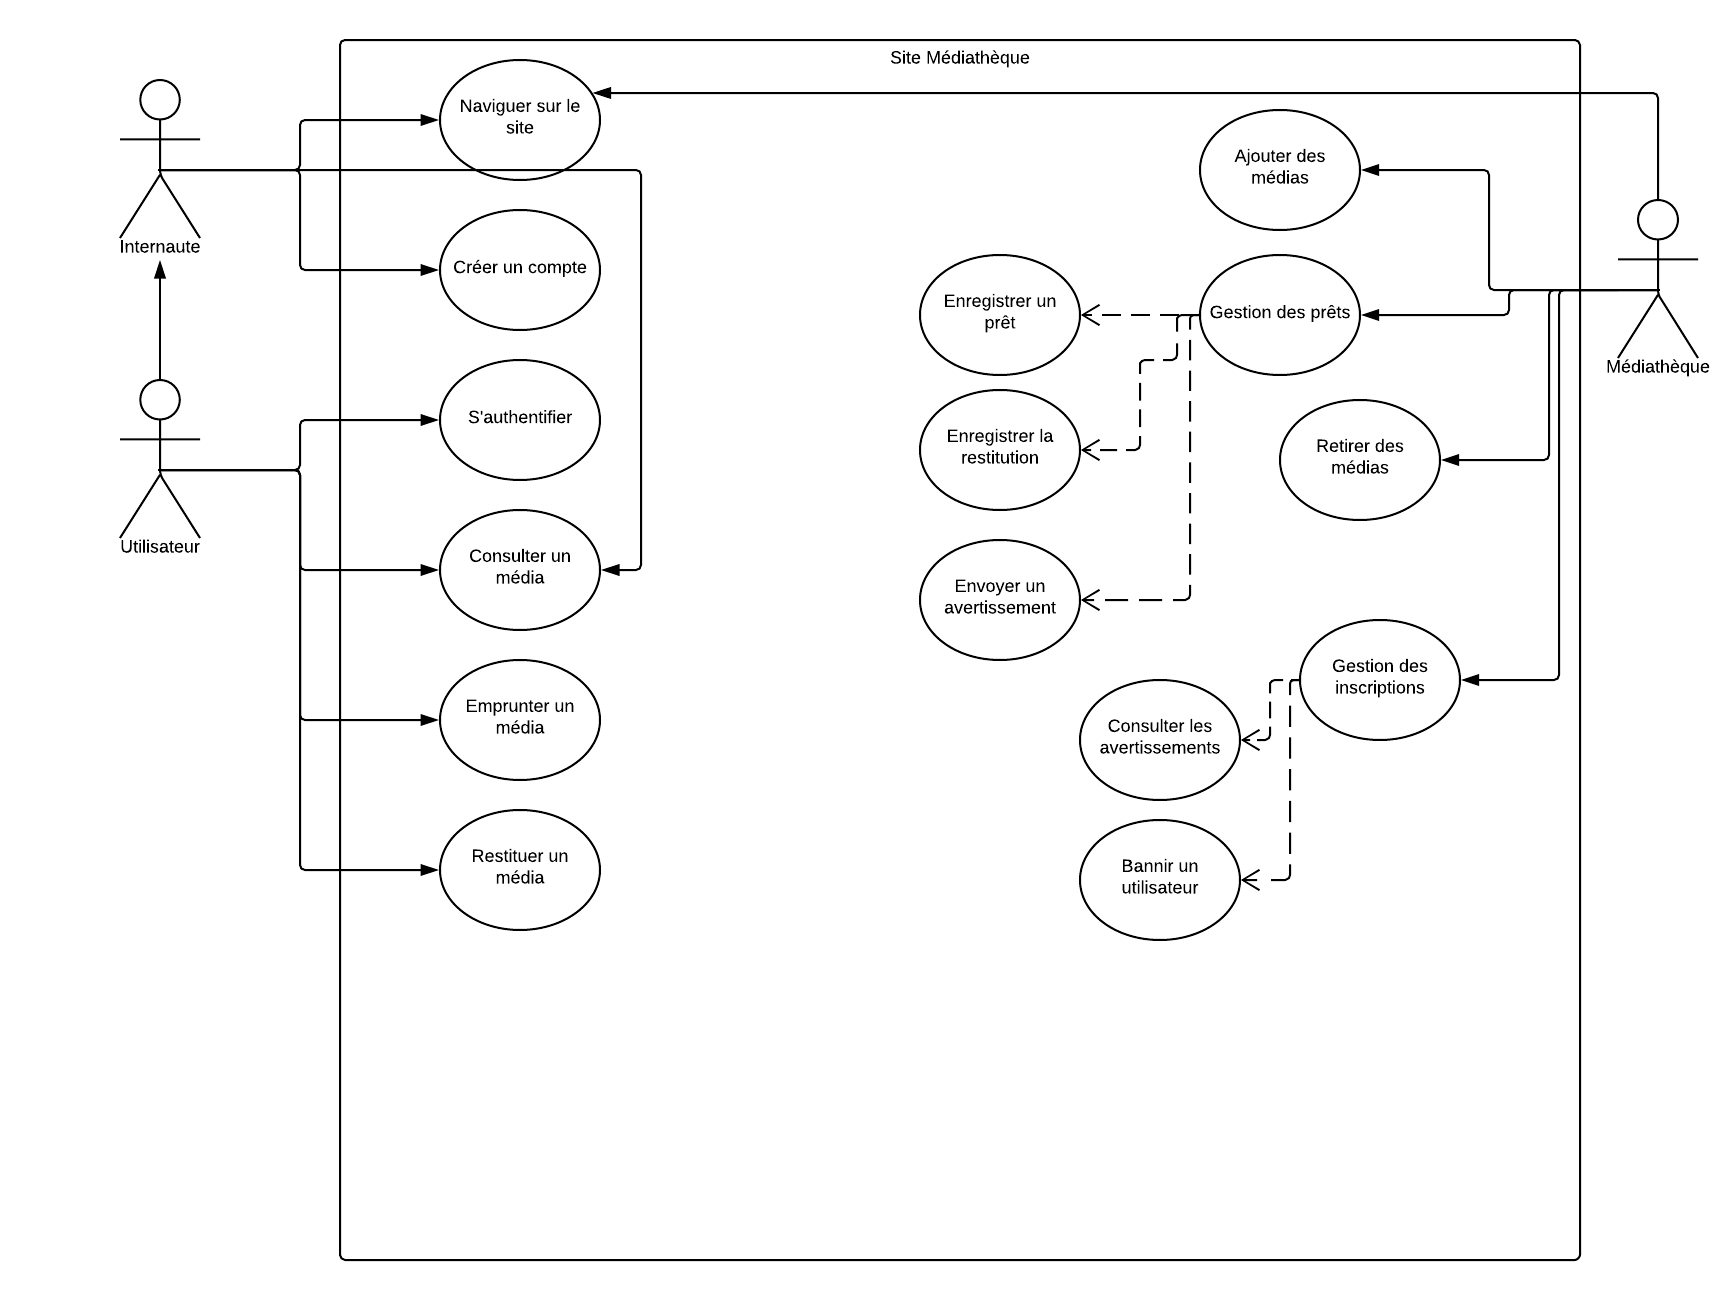 Site Médiathèque
Naviguer sur le
site
Internaute
Créer un compte
S'authentifier
Utilisateur
Consulter un
média
Emprunter un
média
Restituer un
média
Ajouter des
médias
Enregistrer un
prêt
Gestion des prêts
Médiathèque
Enregistrer la
restitution
Retirer des
médias
Envoyer un
avertissement
Gestion des
inscriptions
Consulter les
avertissements
Bannir un
utilisateur